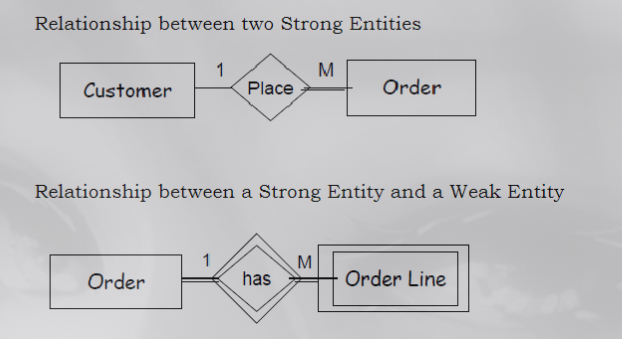 Relationship between two Strong Entities
Customer 1 Place M Order
Relationship between a Strong Entity and a Weak Entity
Order 1 has M Order Line